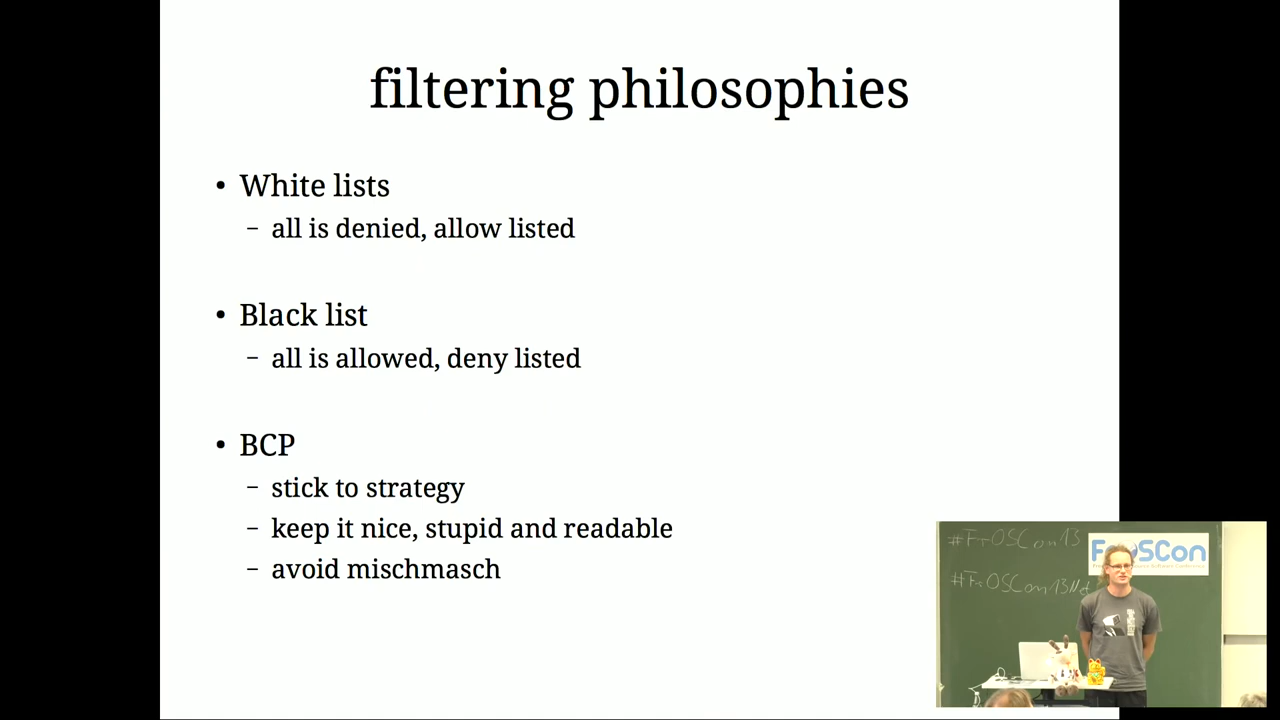 filtering philosophies
• White lists
– all is denied, allow listed
• Black list
– all is allowed, deny listed
• BCP
– stick to strategy
– keep it nice, stupid and readable
– avoid mischmasch
#FrOSCon13
FrOSCon
#FrOSCon13Net